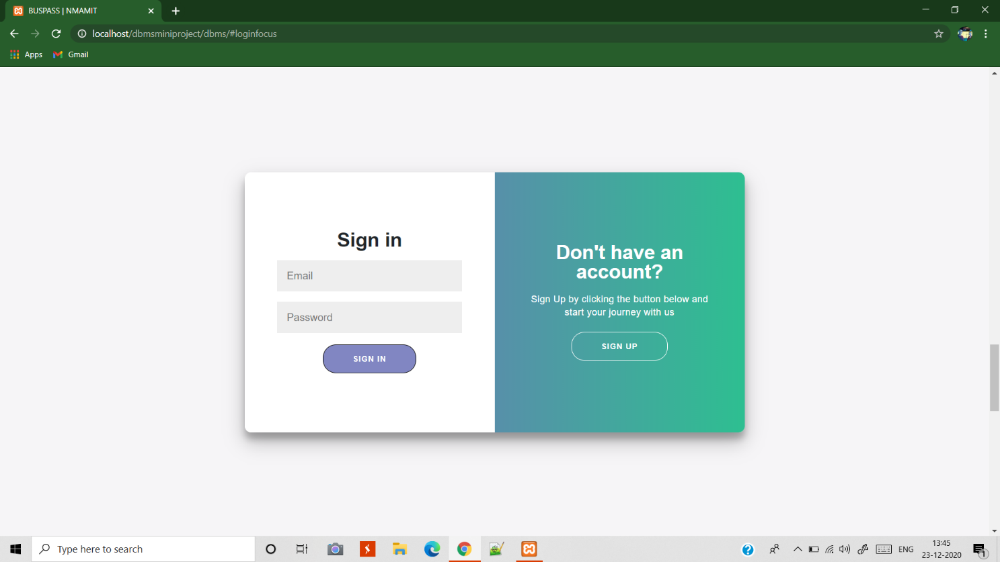 BUSPASS | NMAMIT
localhost/dbmsminiproject/dbms/#loginfocus
Apps Gmail
Sign in
Email
Password
SIGN IN
Don't have an
account?
Sign Up by clicking the button below and
start your journey with us
SIGN UP
Type here to search
ENG
13:45
23-12-2020
1